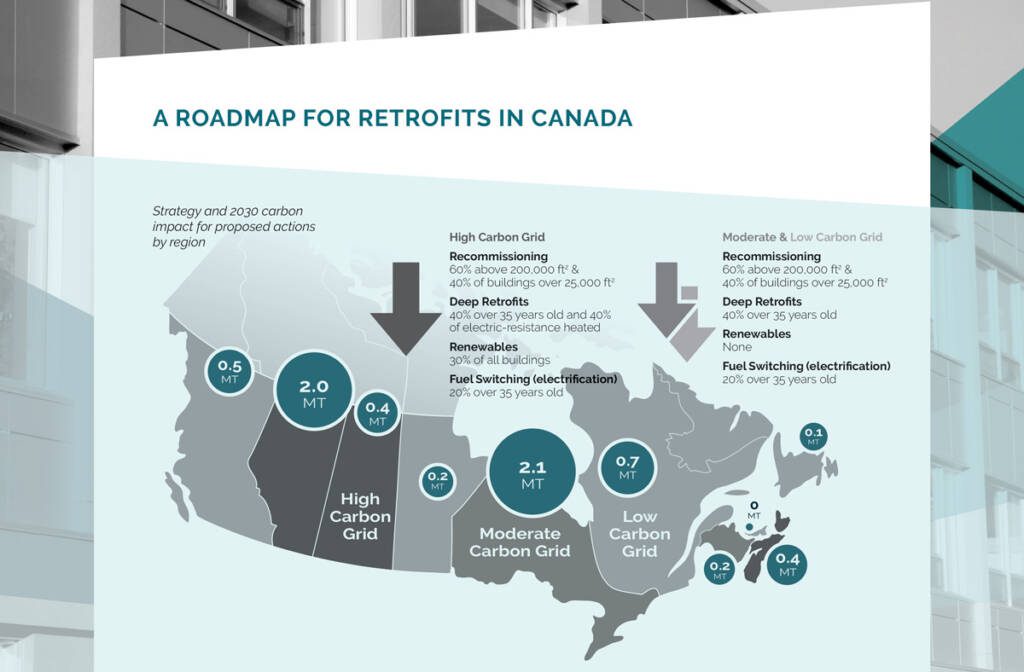 A ROADMAP FOR RETROFITS IN CANADA
Strategy and 2030 carbon
impact for proposed actions
by region
High Carbon Grid
Recommissioning
60% above 200,000 ft² &
40% of buildings over 25,000 ft²
Deep Retrofits
40% over 35 years old and 40%
of electric-resistance heated
Renewables
30% of all buildings
Fuel Switching (electrification)
20% over 35 years old
Moderate & Low Carbon Grid
Recommissioning
60% above 200,000 ft² &
40% of buildings over 25,000 ft²
Deep Retrofits
40% over 35 years old
Renewables
None
Fuel Switching (electrification)
20% over 35 years old
0.5
MT
2.0
MT
0.4
MT
0.2
MT
2.1
MT
0.7
MT
0.1
MT
0
MT
0.2
MT
0.4
MT
High
Carbon
Grid
Moderate
Carbon Grid
Low
Carbon
Grid